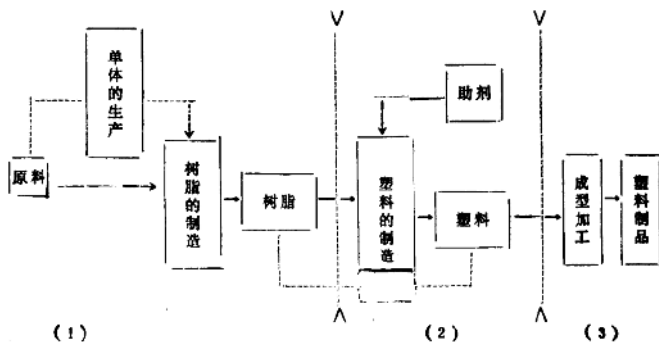 单体的生产
助剂
原料
树脂的制造
树脂
塑料的制造
塑料
成型加工
塑料制品
(1)
(2)
(3)